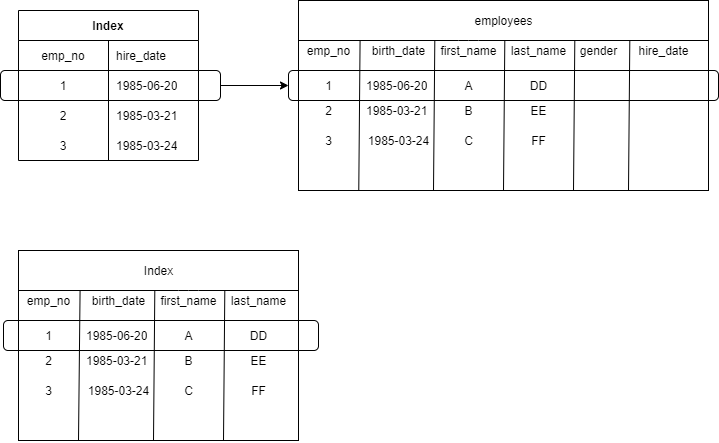 Index
emp_no hire_date
1 1985-06-20
2 1985-03-21
3 1985-03-24
employees
emp_no birth_date first_name last_name gender hire_date
1 1985-06-20 A DD
2 1985-03-21 B EE
3 1985-03-24 C FF
Index
emp_no birth_date first_name last_name
1 1985-06-20 A DD
2 1985-03-21 B EE
3 1985-03-24 C FF